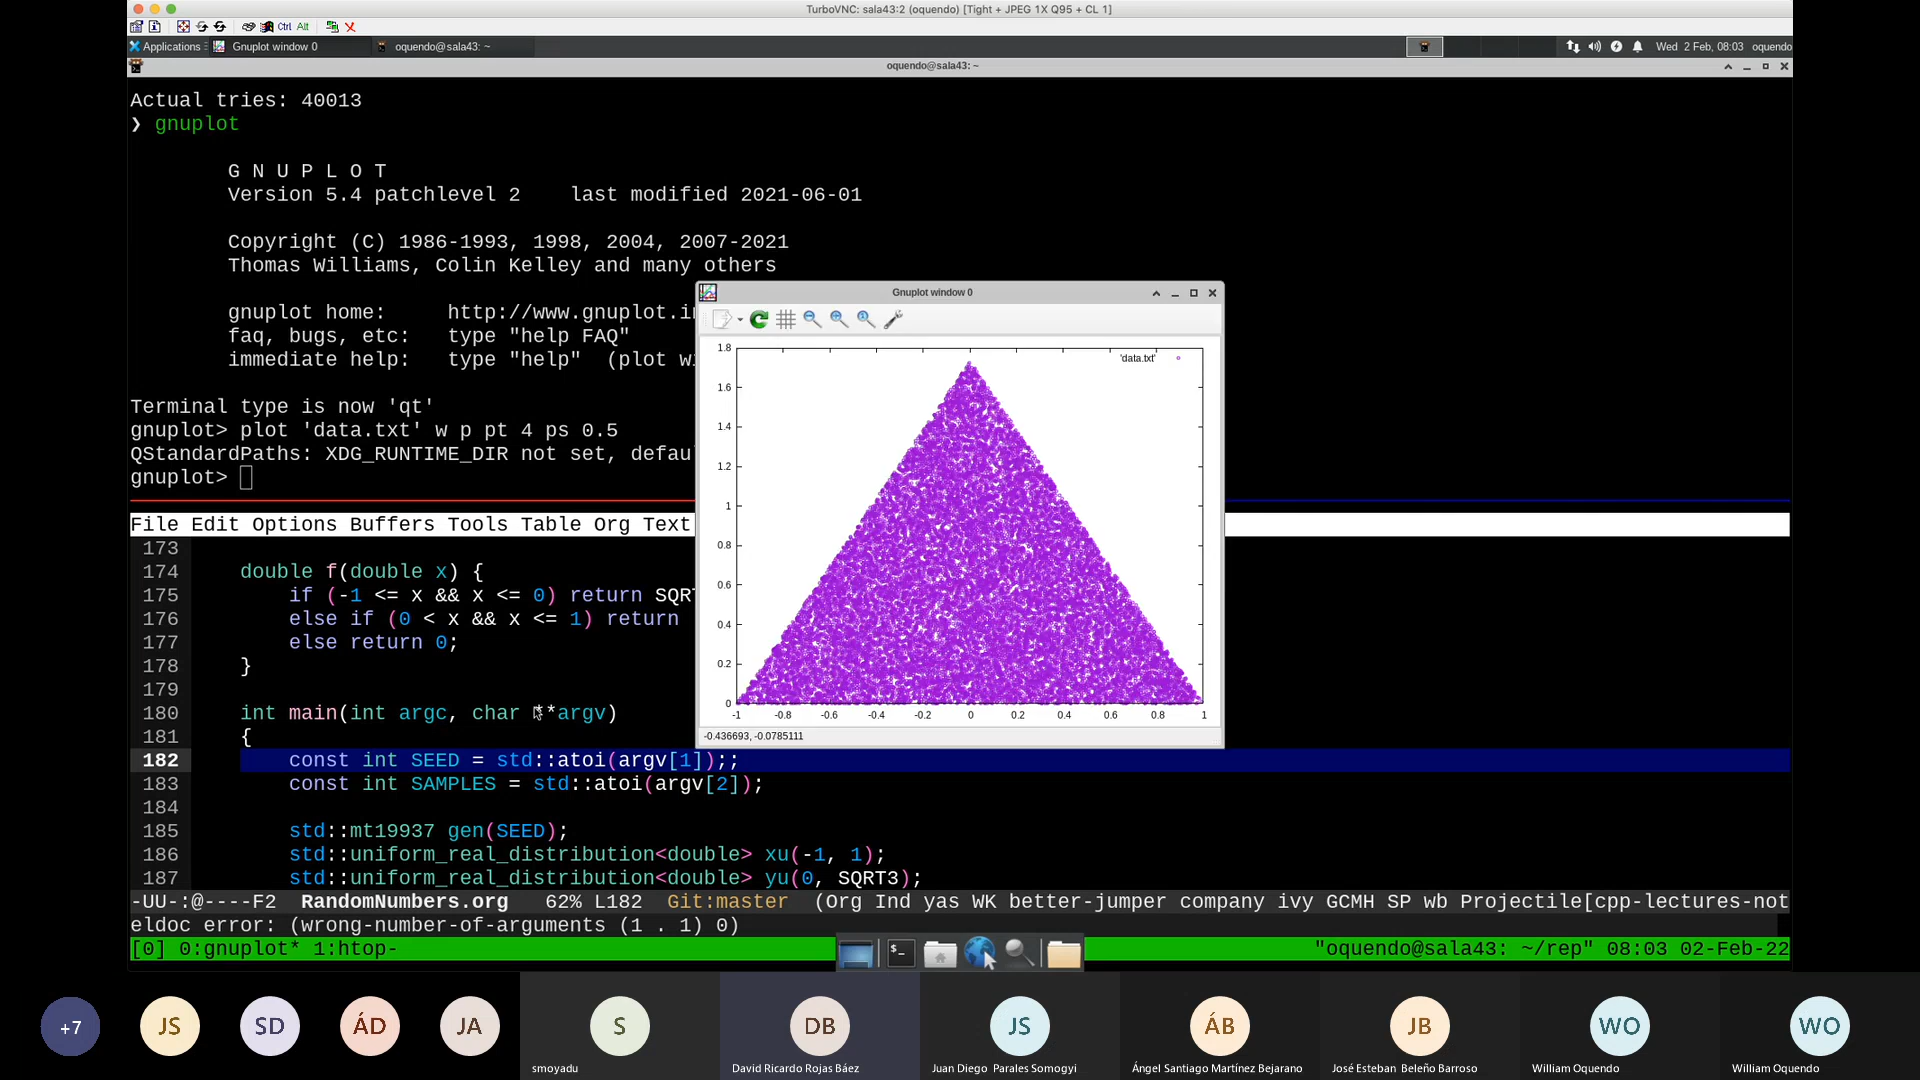 TurboVNC: sala43:2 (oquendo) [Tight + JPEG 1X Q95 + CL 1]
Ctrl Alt
Applications Gnuplot window 0 oquendo@sala43: ~ Wed 2 Feb, 08:03 oquendo
oquendo@sala43: ~
Actual tries: 40013
❯ gnuplot
G N U P L O T
Version 5.4 patchlevel 2    last modified 2021-06-01
Copyright (C) 1986-1993, 1998, 2004, 2007-2021
Thomas Williams, Colin Kelley and many others
gnuplot home:     http://www.gnuplot.in
faq, bugs, etc:   type "help FAQ"
immediate help:   type "help"  (plot wi
Terminal type is now 'qt'
gnuplot> plot 'data.txt' w p pt 4 ps 0.5
QStandardPaths: XDG_RUNTIME_DIR not set, defau
gnuplot>
Gnuplot window 0
'data.txt'
1.8
1.6
1.4
1.2
1
0.8
0.6
0.4
0.2
0
-1 -0.8 -0.6 -0.4 -0.2 0 0.2 0.4 0.6 0.8 1
-0.436693, -0.0785111
File Edit Options Buffers Tools Table Org Text
173
174 double f(double x) {
175 if (-1 <= x && x <= 0) return SQRT
176 else if (0 < x && x <= 1) return
177 else return 0;
178 }
179
180 int main(int argc, char **argv)
181 {
182 const int SEED = std::atoi(argv[1]);;
183 const int SAMPLES = std::atoi(argv[2]);
184
185 std::mt19937 gen(SEED);
186 std::uniform_real_distribution<double> xu(-1, 1);
187 std::uniform_real_distribution<double> yu(0, SQRT3);
-UU-:@----F2  RandomNumbers.org   62% L182  Git:master  (Org Ind yas WK better-jumper company ivy GCMH SP wb Projectile[cpp-lectures-not
eldoc error: (wrong-number-of-arguments (1 . 1) 0)
[0] 0:gnuplot* 1:htop- "oquendo@sala43: ~/rep" 08:03 02-Feb-22
+7 JS SD ÁD JA S DB JS ÁB JB WO WO
smoyadu David Ricardo Rojas Báez Juan Diego Parales Somogyi Ángel Santiago Martínez Bejarano José Esteban Beleño Barroso William Oquendo William Oquendo